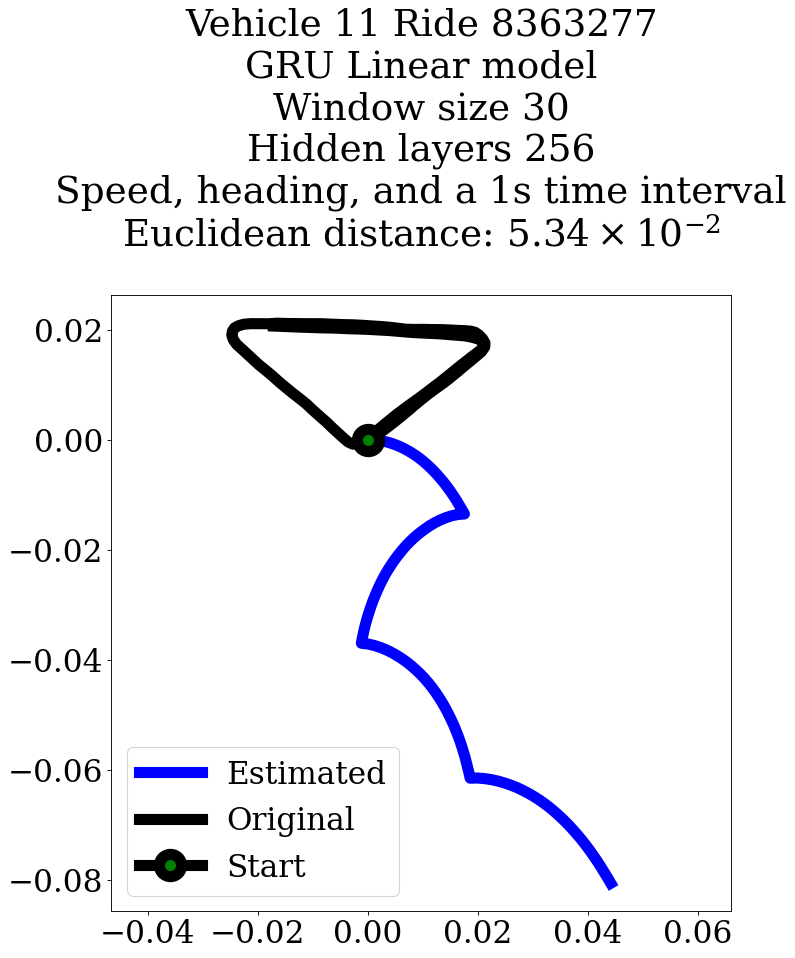 Vehicle 11 Ride 8363277
GRU Linear model
Window size 30
Hidden layers 256
Speed, heading, and a 1s time interval
Euclidean distance: 5.34 × 10⁻²
0.02
0.00
−0.02
−0.04
−0.06
−0.08
Estimated
Original
Start
−0.04 −0.02 0.00 0.02 0.04 0.06